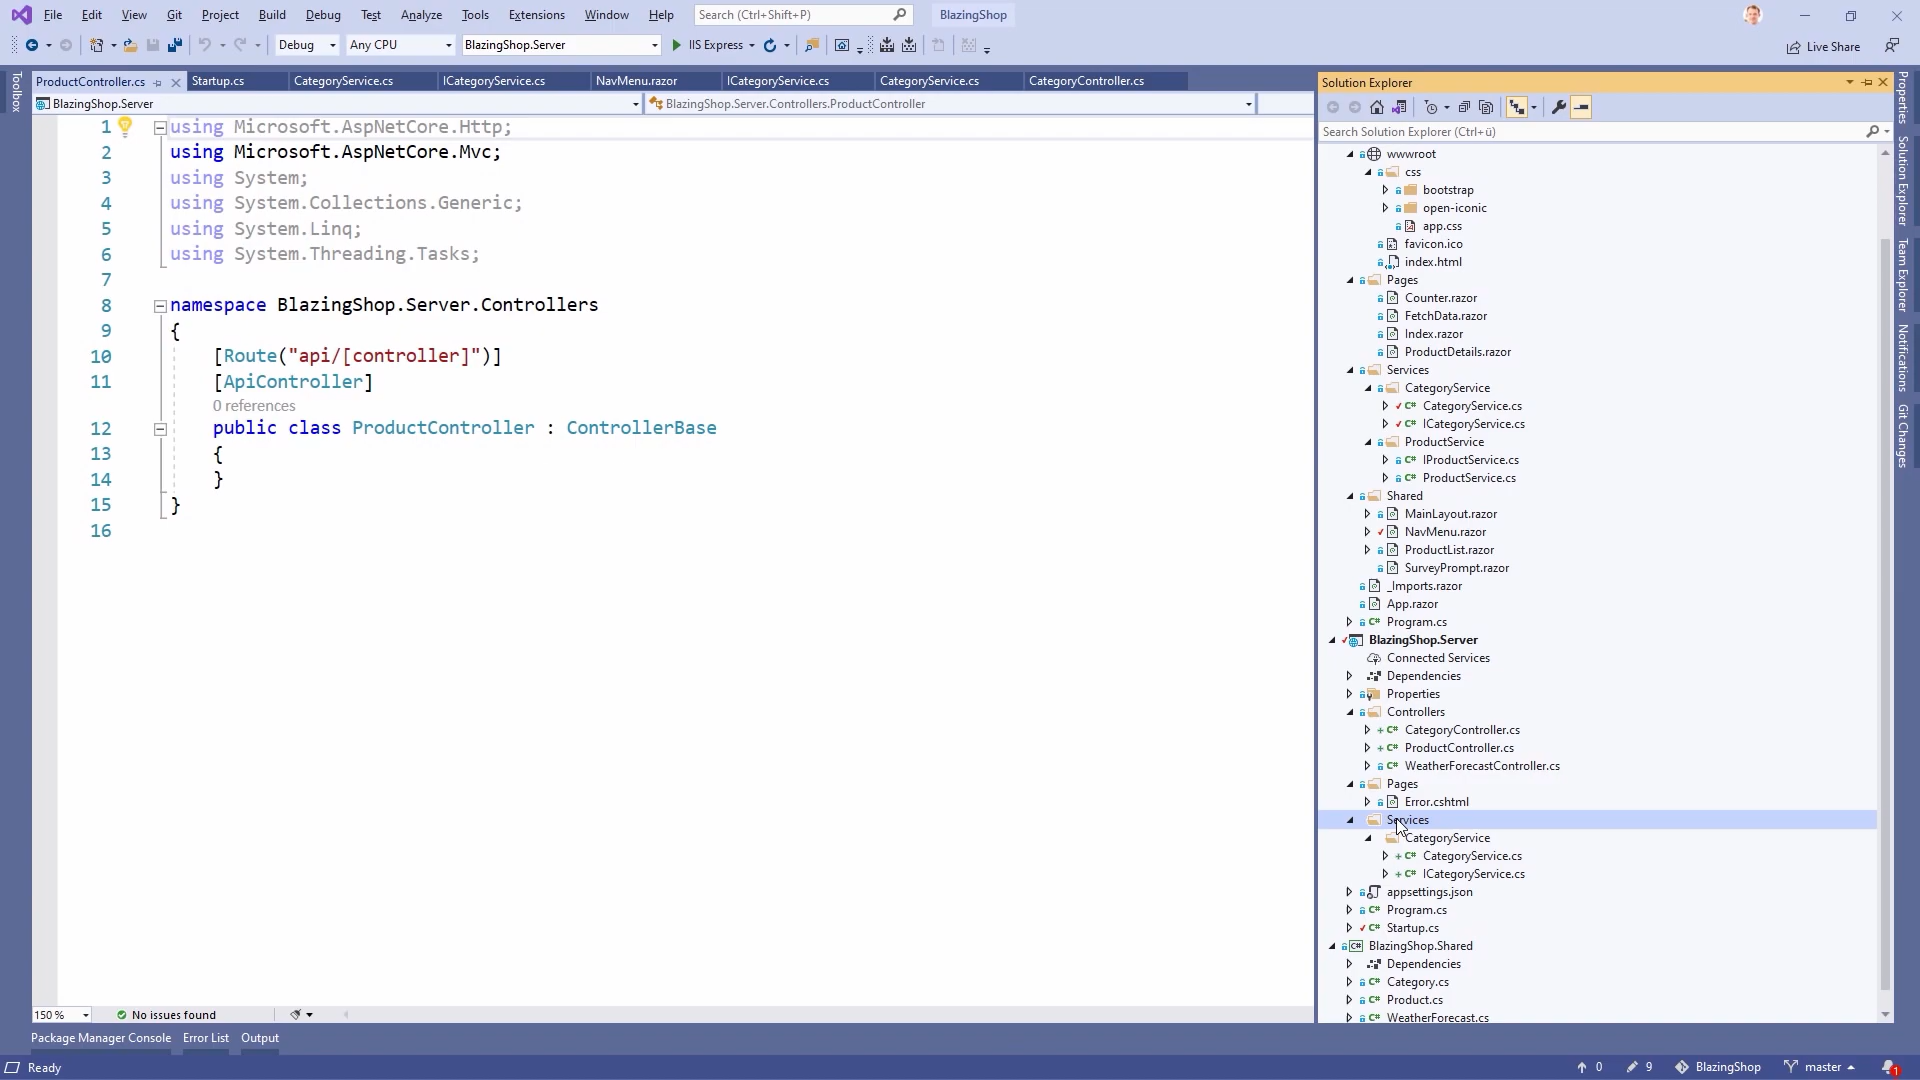 File Edit View Git Project Build Debug Test Analyze Tools Extensions Window Help Search (Ctrl+Shift+P) BlazingShop
Debug Any CPU BlazingShop.Server IIS Express Live Share
Toolbox
ProductController.cs Startup.cs CategoryService.cs ICategoryService.cs NavMenu.razor ICategoryService.cs CategoryService.cs CategoryController.cs
BlazingShop.Server BlazingShop.Server.Controllers.ProductController
1 using Microsoft.AspNetCore.Http;
2 using Microsoft.AspNetCore.Mvc;
3 using System;
4 using System.Collections.Generic;
5 using System.Linq;
6 using System.Threading.Tasks;
7
8 namespace BlazingShop.Server.Controllers
9 {
10 [Route("api/[controller]")]
11 [ApiController]
0 references
12 public class ProductController : ControllerBase
13 {
14 }
15 }
16
150 % No issues found
Package Manager Console Error List Output
Solution Explorer
Search Solution Explorer (Ctrl+ü)
wwwroot
css
bootstrap
open-iconic
app.css
favicon.ico
index.html
Pages
Counter.razor
FetchData.razor
Index.razor
ProductDetails.razor
Services
CategoryService
CategoryService.cs
ICategoryService.cs
ProductService
IProductService.cs
ProductService.cs
Shared
MainLayout.razor
NavMenu.razor
ProductList.razor
SurveyPrompt.razor
_Imports.razor
App.razor
Program.cs
BlazingShop.Server
Connected Services
Dependencies
Properties
Controllers
CategoryController.cs
ProductController.cs
WeatherForecastController.cs
Pages
Error.cshtml
Services
CategoryService
CategoryService.cs
ICategoryService.cs
appsettings.json
Program.cs
Startup.cs
BlazingShop.Shared
Dependencies
Category.cs
Product.cs
WeatherForecast.cs
Properties
Solution Explorer
Team Explorer
Notifications
Git Changes
Ready 0 9 BlazingShop master 1